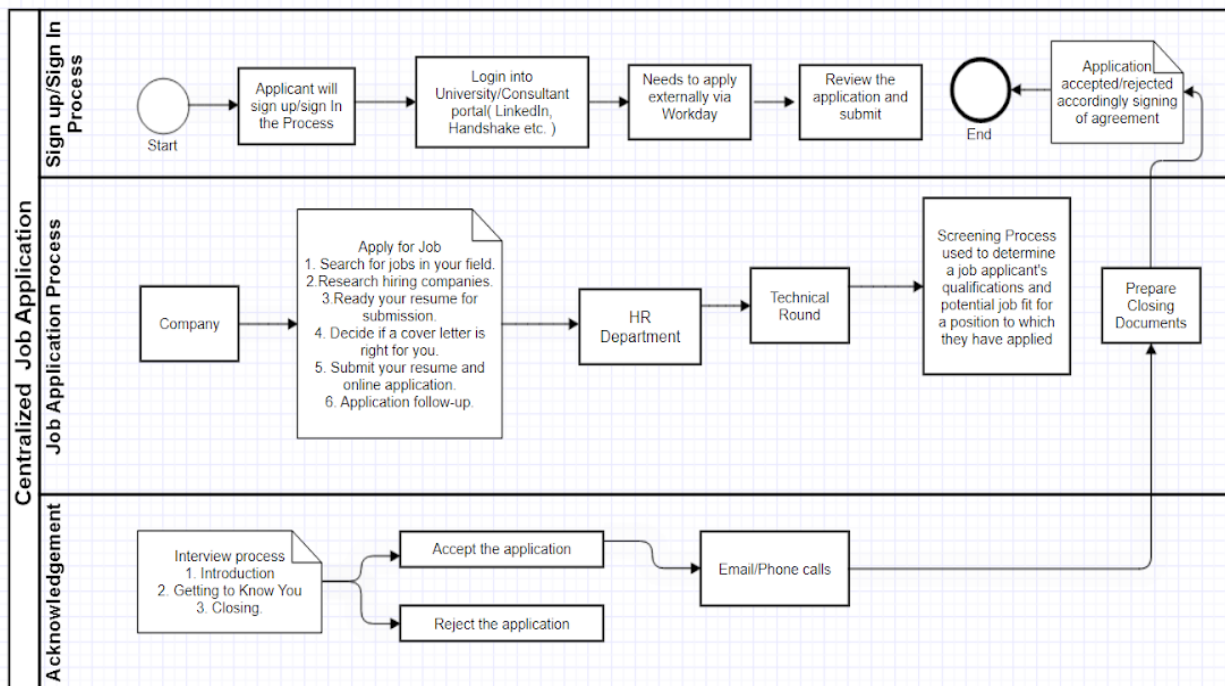 Centralized Job Application
Sign up/Sign In
Process
Start
Applicant will
sign up/sign In
the Process
Login into
University/Consultant
portal( LinkedIn,
Handshake etc. )
Needs to apply
externally via
Workday
Review the
application and
submit
End
Application
accepted/rejected
accordingly signing
of agreement
Job Application Process
Company
Apply for Job
1. Search for jobs in your field.
2.Research hiring companies.
3.Ready your resume for
submission.
4. Decide if a cover letter is
right for you.
5. Submit your resume and
online application.
6. Application follow-up.
HR
Department
Technical
Round
Screening Process
used to determine
a job applicant's
qualifications and
potential job fit for
a position to which
they have applied
Prepare
Closing
Documents
Acknowledgement
Interview process
1. Introduction
2. Getting to Know You
3. Closing.
Accept the application
Reject the application
Email/Phone calls